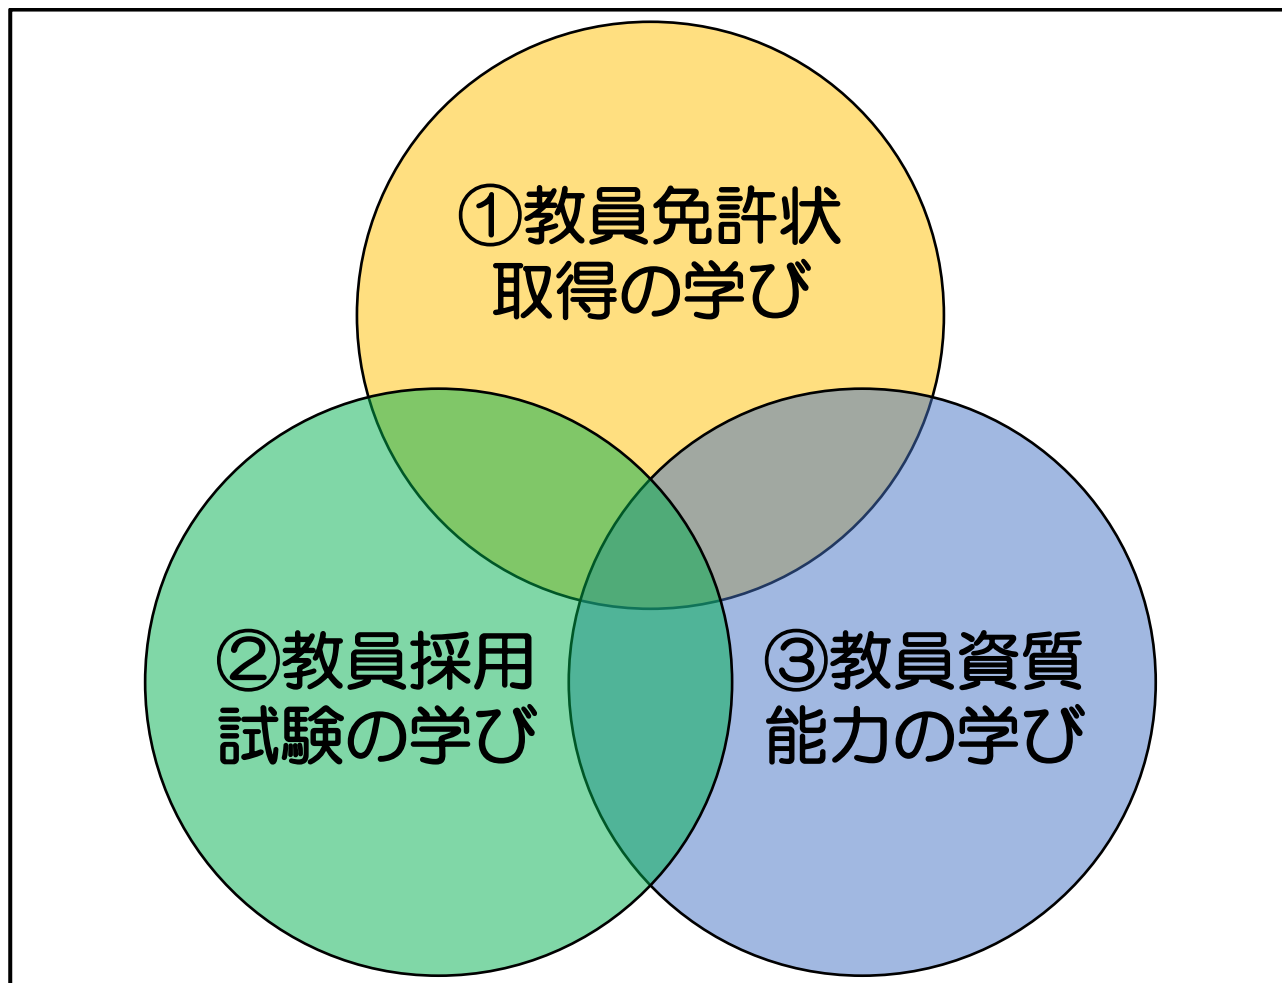 ①教員免許状
取得の学び
②教員採用
試験の学び
③教員資質
能力の学び